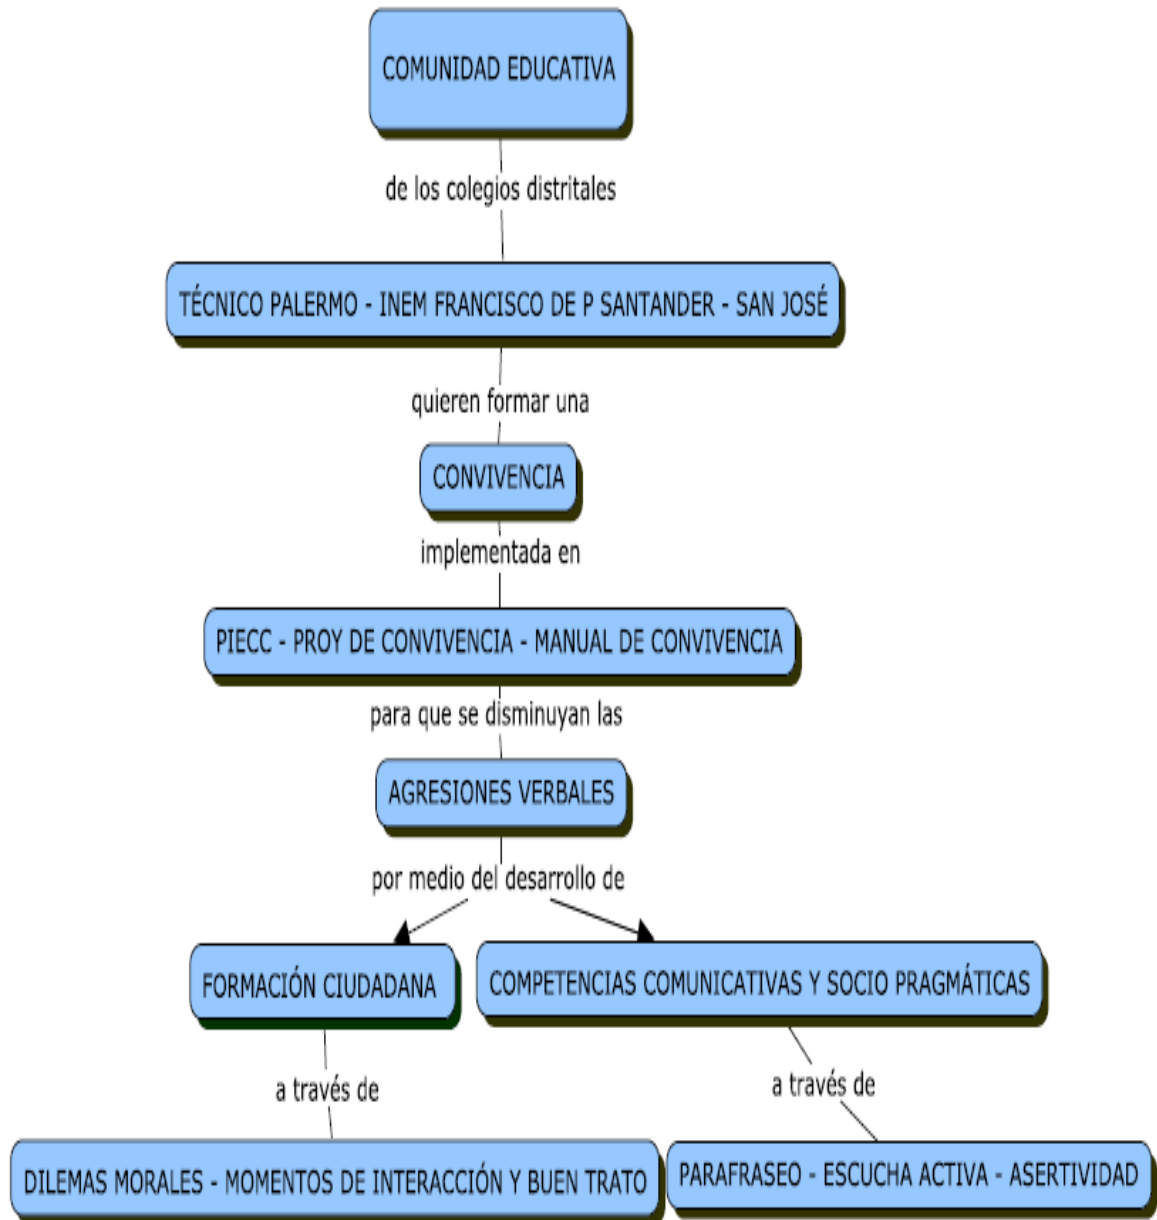 COMUNIDAD EDUCATIVA
de los colegios distritales
TÉCNICO PALERMO - INEM FRANCISCO DE P SANTANDER - SAN JOSÉ
quieren formar una
CONVIVENCIA
implementada en
PIECC - PROY DE CONVIVENCIA - MANUAL DE CONVIVENCIA
para que se disminuyan las
AGRESIONES VERBALES
por medio del desarrollo de
FORMACIÓN CIUDADANA
COMPETENCIAS COMUNICATIVAS Y SOCIO PRAGMÁTICAS
a través de
a través de
DILEMAS MORALES - MOMENTOS DE INTERACCIÓN Y BUEN TRATO
PARAFRASEO - ESCUCHA ACTIVA - ASERTIVIDAD